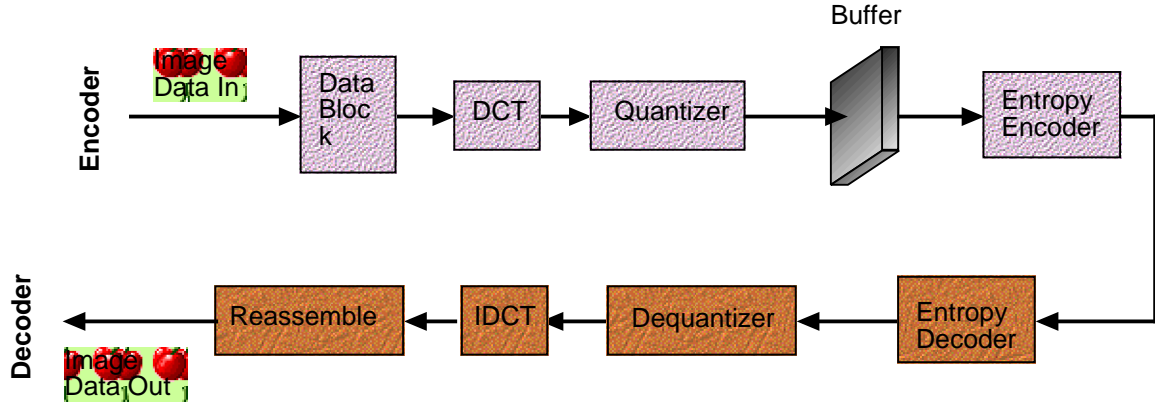 Buffer
Encoder
Image
Data In
Data
Bloc
k
DCT
Quantizer
Entropy
Encoder
Decoder
Reassemble
IDCT
Dequantizer
Entropy
Decoder
Image
Data Out